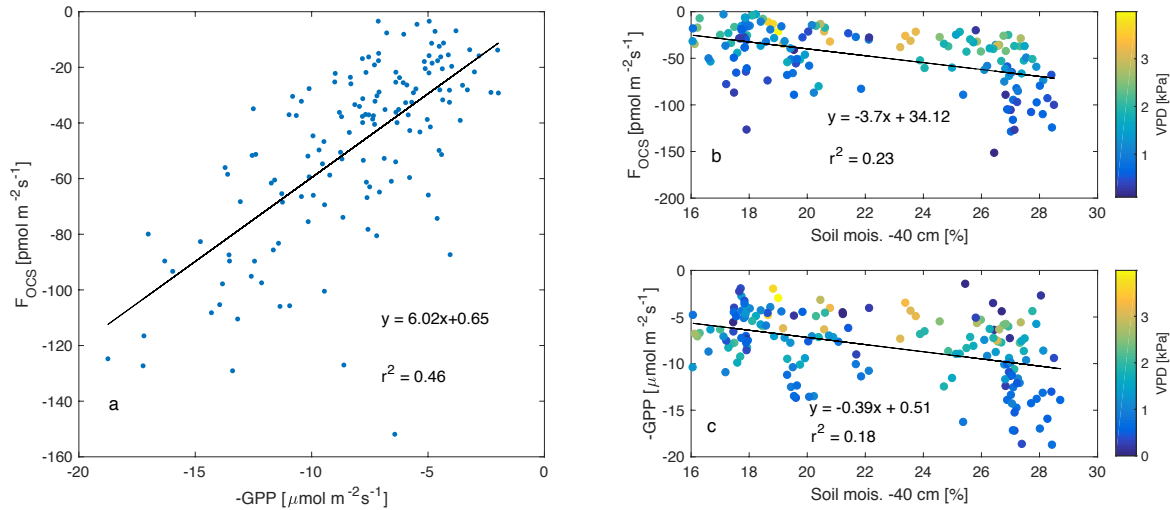 0
-20
-40
-60
-80
-100
-120
-140
-160
-20
-15
-10
-5
0
F_OCS [pmol m^-2 s^-1]
-GPP [μmol m^-2 s^-1]
y = 6.02x+0.65
r^2 = 0.46
a
0
-50
-100
-150
-200
16
18
20
22
24
26
28
30
F_OCS [pmol m^-2 s^-1]
Soil mois. -40 cm [%]
y = -3.7x + 34.12
r^2 = 0.23
b
3
2
1
VPD [kPa]
0
-5
-10
-15
-20
16
18
20
22
24
26
28
30
-GPP [μmol m^-2 s^-1]
Soil mois. -40 cm [%]
y = -0.39x + 0.51
r^2 = 0.18
c
3
2
1
0
VPD [kPa]